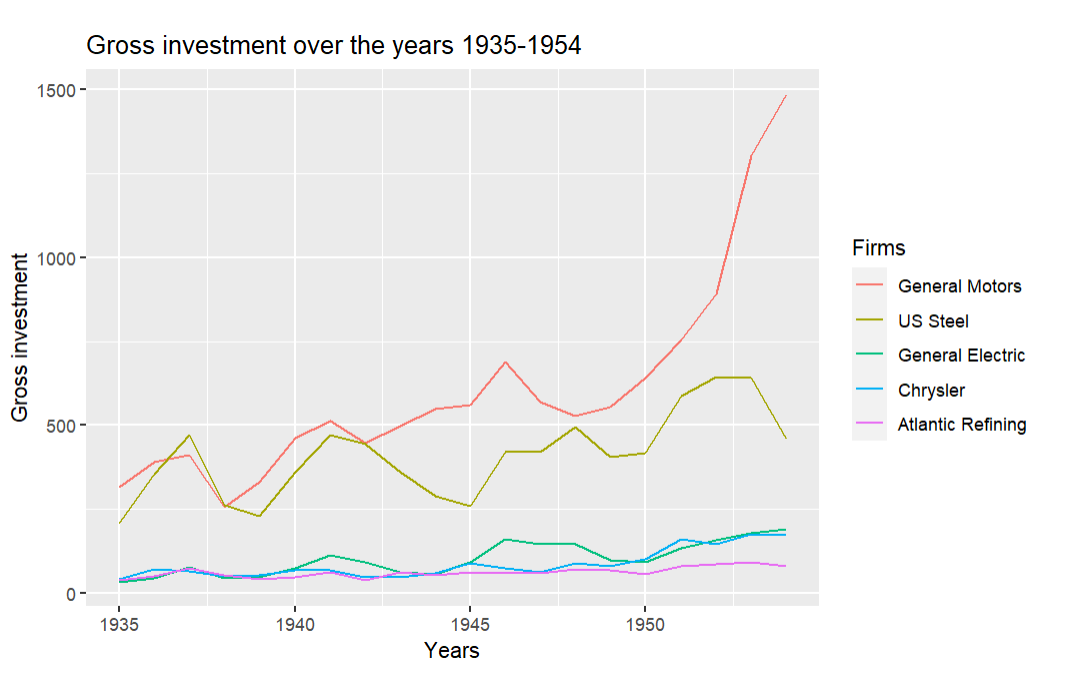 Gross investment over the years 1935-1954
1500
1000
500
0
Gross investment
1935
1940
1945
1950
Years
Firms
General Motors
US Steel
General Electric
Chrysler
Atlantic Refining